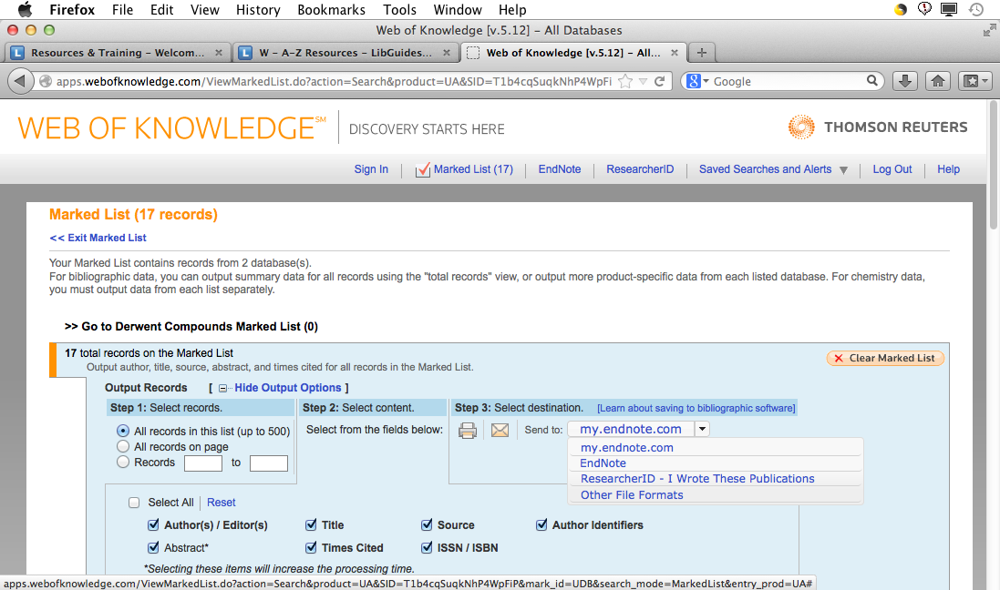 Firefox File Edit View History Bookmarks Tools Window Help
Web of Knowledge [v.5.12] – All Databases
Resources & Training – Welcom... × W – A–Z Resources – LibGuides... × Web of Knowledge [v.5.12] – All... × +
apps.webofknowledge.com/ViewMarkedList.do?action=Search&product=UA&SID=T1b4cqSuqkNhP4WpFi Google
WEB OF KNOWLEDGE SM DISCOVERY STARTS HERE THOMSON REUTERS
Sign In Marked List (17) EndNote ResearcherID Saved Searches and Alerts Log Out Help
Marked List (17 records)
<< Exit Marked List
Your Marked List contains records from 2 database(s).
For bibliographic data, you can output summary data for all records using the "total records" view, or output more product-specific data from each listed database. For chemistry data,
you must output data from each list separately.
>> Go to Derwent Compounds Marked List (0)
17 total records on the Marked List
Output author, title, source, abstract, and times cited for all records in the Marked List.
Clear Marked List
Output Records [ Hide Output Options ]
Step 1: Select records. Step 2: Select content. Step 3: Select destination. [Learn about saving to bibliographic software]
All records in this list (up to 500) Select from the fields below: Send to: my.endnote.com
All records on page my.endnote.com
Records to EndNote
ResearcherID - I Wrote These Publications
Other File Formats
Select All Reset
Author(s) / Editor(s) Title Source Author Identifiers
Abstract* Times Cited ISSN / ISBN
*Selecting these items will increase the processing time.
apps.webofknowledge.com/ViewMarkedList.do?action=Search&product=UA&SID=T1b4cqSuqkNhP4WpFiP&mark_id=UDB&search_mode=MarkedList&entry_prod=UA#